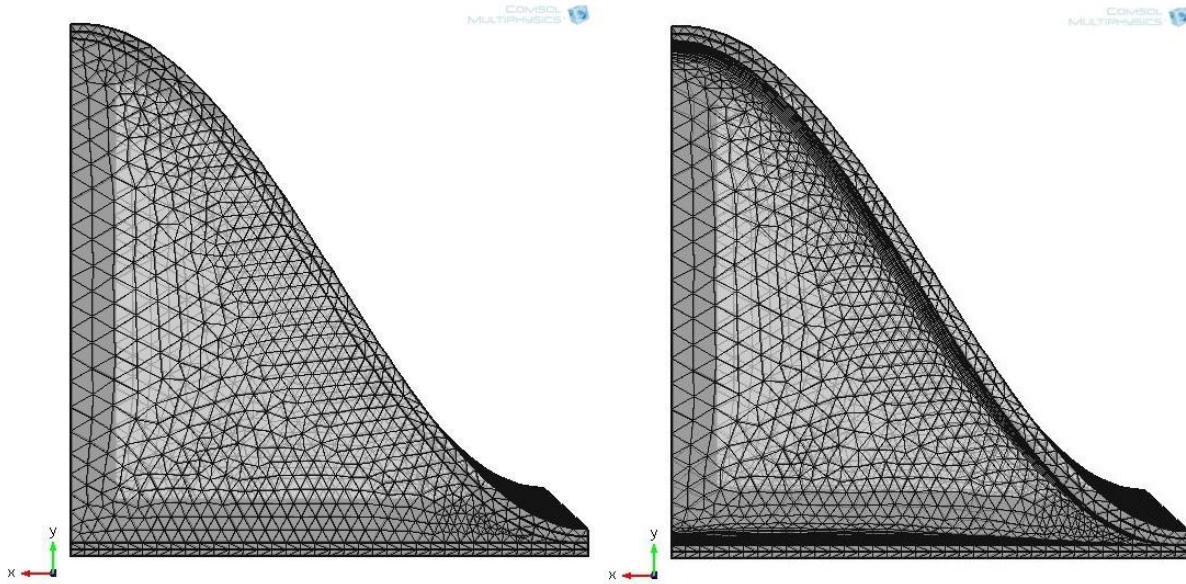 COMSOL
MULTIPHYSICS
COMSOL
MULTIPHYSICS
y
x
y
x